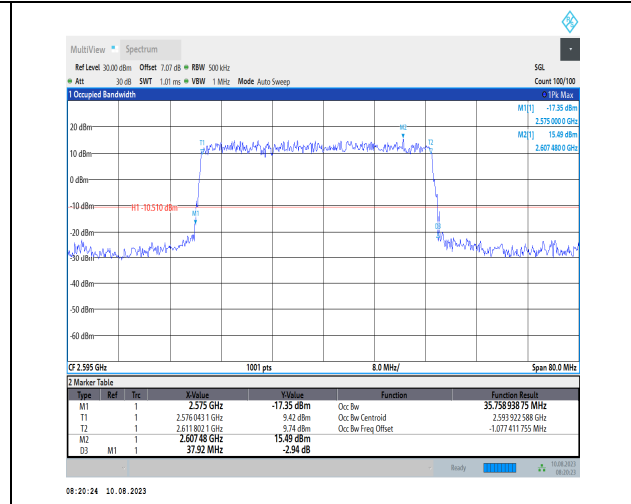 MultiView Spectrum
Ref Level 30.00 dBm Offset 7.07 dB RBW 500 kHz SGL
Att 30 dB SWT 1.01 ms VBW 1 MHz Mode Auto Sweep Count 100/100
1 Occupied Bandwidth 1Pk Max
M1[1] -17.35 dBm
2.575 000 0 GHz
M2[1] 15.49 dBm
2.607 480 0 GHz
20 dBm
M2
T1 T2
10 dBm
0 dBm
-10 dBm
H1 -10.510 dBm
M1
D3
-20 dBm
-30 dBm
-40 dBm
-50 dBm
-60 dBm
CF 2.595 GHz 1001 pts 8.0 MHz/ Span 80.0 MHz
2 Marker Table
Type Ref Trc X-Value Y-Value Function Function Result
M1 1 2.575 GHz -17.35 dBm Occ Bw 35.758 938 75 MHz
T1 1 2.576 043 1 GHz 9.42 dBm Occ Bw Centroid 2.593 922 588 GHz
T2 1 2.611 802 1 GHz 9.74 dBm Occ Bw Freq Offset -1.077 411 755 MHz
M2 1 2.607 48 GHz 15.49 dBm
D3 M1 1 37.92 MHz -2.94 dB
Ready 10.08.2023
08:20:23
08:20:24 10.08.2023